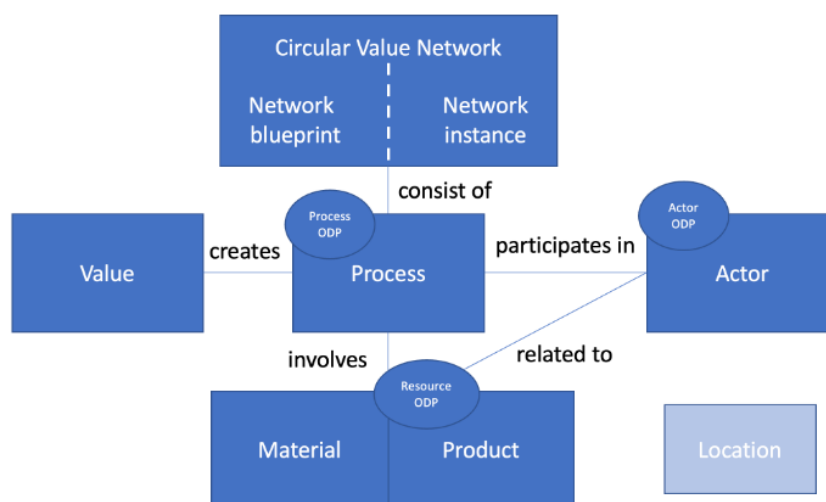 Circular Value Network
Network
blueprint
Network
instance
consist of
Process
ODP
Actor
ODP
Value
creates
Process
participates in
Actor
involves
related to
Resource
ODP
Material
Product
Location